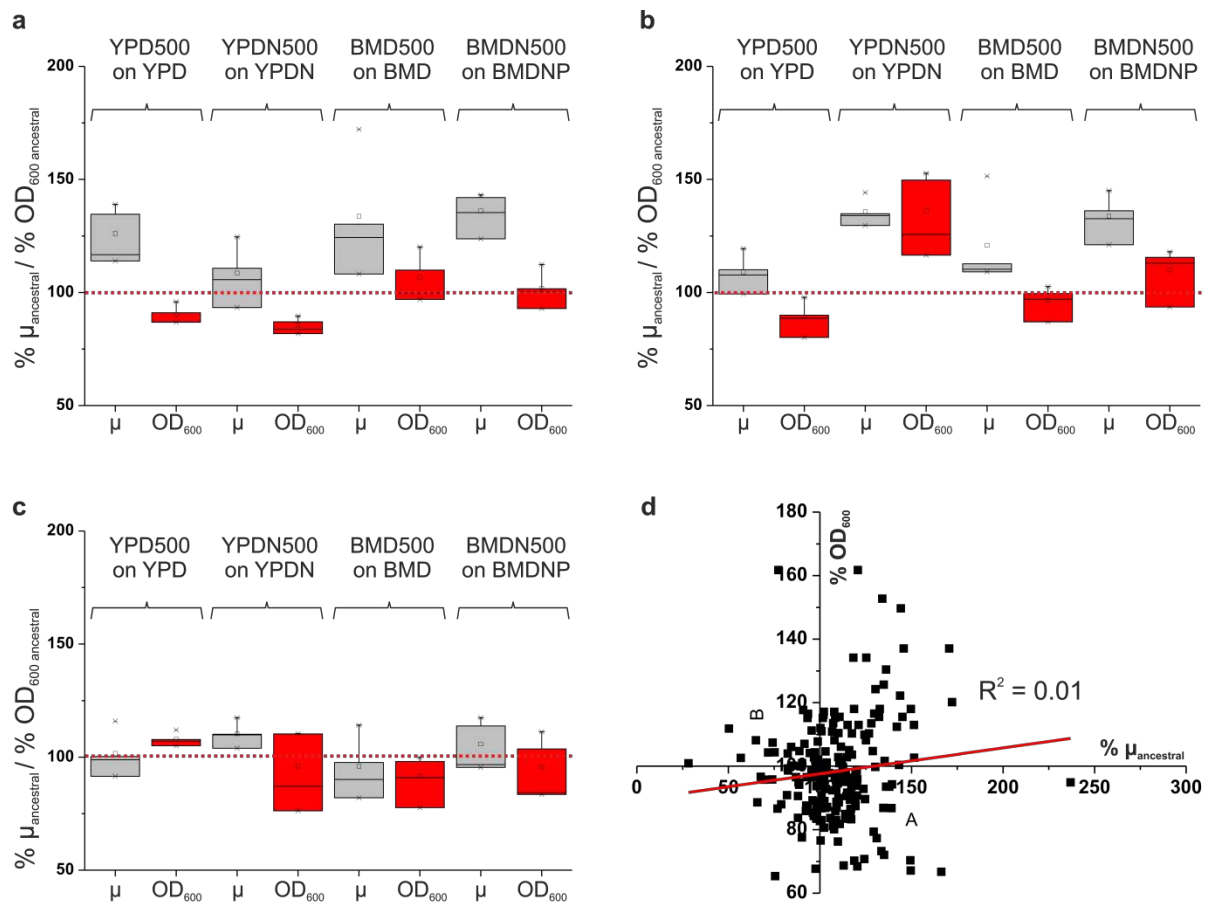 a
YPD500 YPDN500 BMD500 BMDN500
on YPD on YPDN on BMD on BMDNP
200
150
100
50
% μancestral / % OD600 ancestral
μ OD600 μ OD600 μ OD600 μ OD600
b
YPD500 YPDN500 BMD500 BMDN500
on YPD on YPDN on BMD on BMDNP
200
150
100
50
% μancestral / % OD600 ancestral
μ OD600 μ OD600 μ OD600 μ OD600
c
YPD500 YPDN500 BMD500 BMDN500
on YPD on YPDN on BMD on BMDNP
200
150
100
50
% μancestral / % OD600 ancestral
μ OD600 μ OD600 μ OD600 μ OD600
d
180
160
140
120
100
80
60
% OD600
R² = 0.01
B
% μancestral
0 50 100 150 200 250 300
A